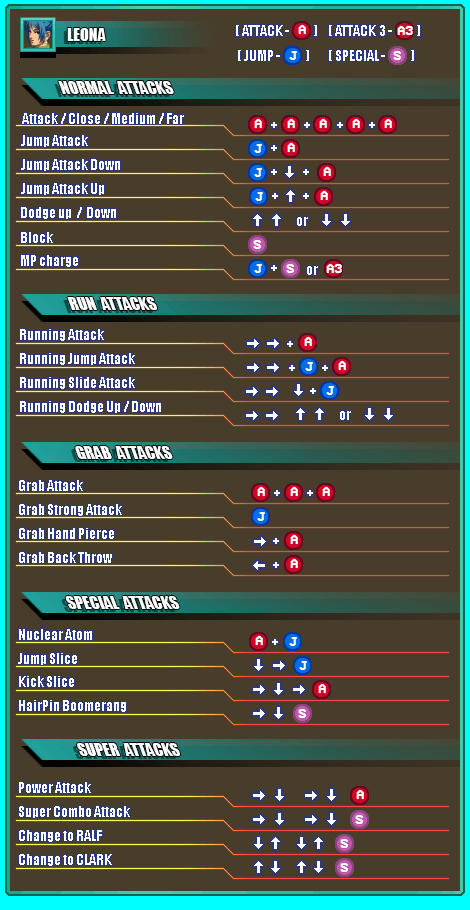 LEONA
[ ATTACK - A ] [ ATTACK 3 - A3 ]
[ JUMP - J ] [ SPECIAL - S ]
NORMAL ATTACKS
Attack / Close / Medium / Far A + A + A + A + A
Jump Attack J + A
Jump Attack Down J + ↓ + A
Jump Attack Up J + ↑ + A
Dodge up / Down ↑ ↑ or ↓ ↓
Block S
MP charge J + S or A3
RUN ATTACKS
Running Attack → → + A
Running Jump Attack → → + J + A
Running Slide Attack → → ↓ + J
Running Dodge Up / Down → → ↑ ↑ or ↓ ↓
GRAB ATTACKS
Grab Attack A + A + A
Grab Strong Attack J
Grab Hand Pierce → + A
Grab Back Throw ← + A
SPECIAL ATTACKS
Nuclear Atom A + J
Jump Slice ↓ → J
Kick Slice → ↓ → A
HairPin Boomerang → ↓ S
SUPER ATTACKS
Power Attack → ↓ → ↓ A
Super Combo Attack → ↓ → ↓ S
Change to RALF ↓ ↑ ↓ ↑ S
Change to CLARK ↑ ↓ ↑ ↓ S